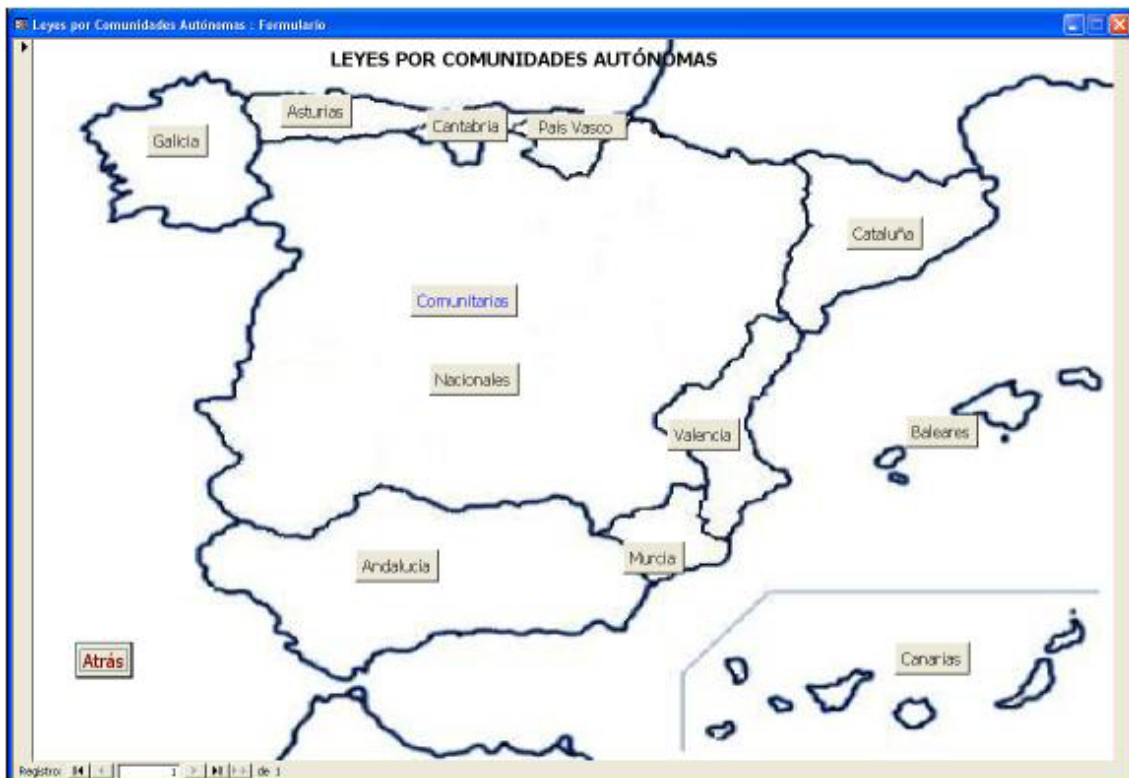 Leyes por Comunidades Autónomas : Formulario
LEYES POR COMUNIDADES AUTÓNOMAS
Asturias
Cantabria
País Vasco
Galicia
Cataluña
Comunitarias
Nacionales
Valencia
Baleares
Murcia
Andalucía
Canarias
Atrás
Registro: 1 de 1